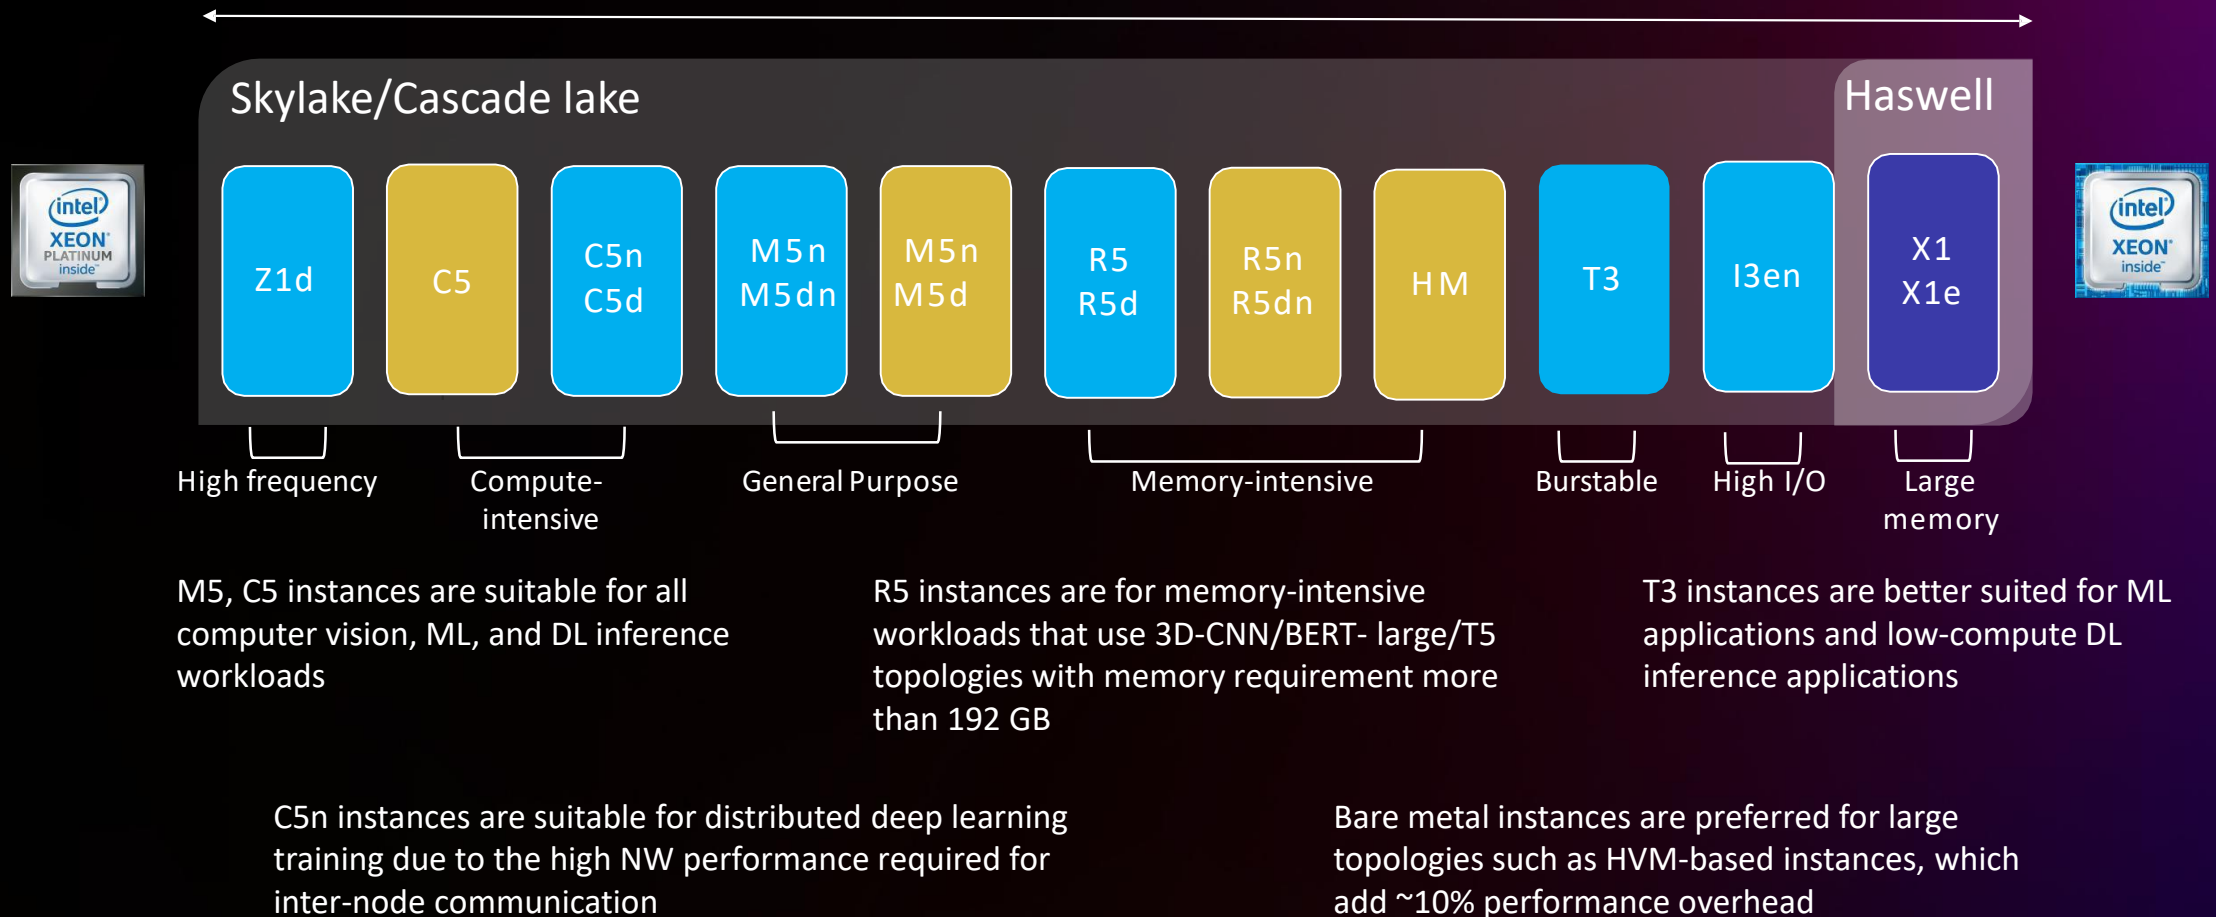 Skylake/Cascade lake
Haswell
intel
XEON®
PLATINUM
inside™
Z1d
C5
C5n
C5d
M5n
M5dn
M5n
M5d
R5
R5d
R5n
R5dn
HM
T3
I3en
X1
X1e
intel
XEON®
inside™
High frequency
Compute-
intensive
General Purpose
Memory-intensive
Burstable
High I/O
Large
memory
M5, C5 instances are suitable for all
computer vision, ML, and DL inference
workloads
R5 instances are for memory-intensive
workloads that use 3D-CNN/BERT- large/T5
topologies with memory requirement more
than 192 GB
T3 instances are better suited for ML
applications and low-compute DL
inference applications
C5n instances are suitable for distributed deep learning
training due to the high NW performance required for
inter-node communication
Bare metal instances are preferred for large
topologies such as HVM-based instances, which
add ~10% performance overhead